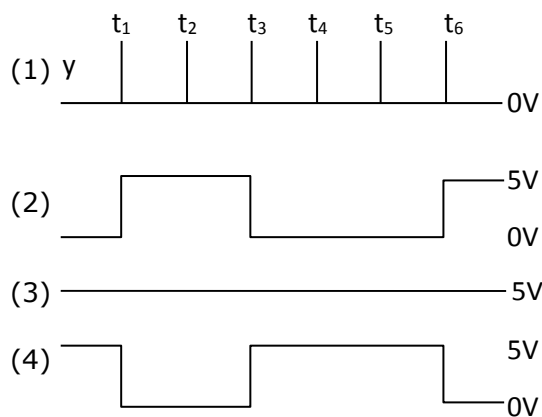 t₁ t₂ t₃ t₄ t₅ t₆
(1) y 0V
(2) 5V
0V
(3) 5V
(4) 5V
0V